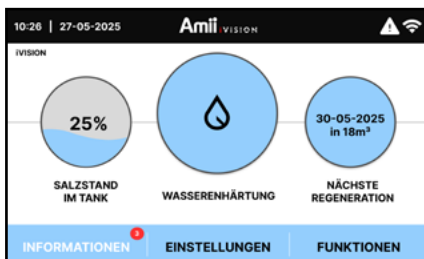 10:26 | 27-05-2025
Amii iVISION
iVISION
25%
30-05-2025
in 18m³
SALZSTAND
IM TANK
WASSERENHÄRTUNG
NÄCHSTE
REGENERATION
INFORMATIONEN 3
EINSTELLUNGEN
FUNKTIONEN